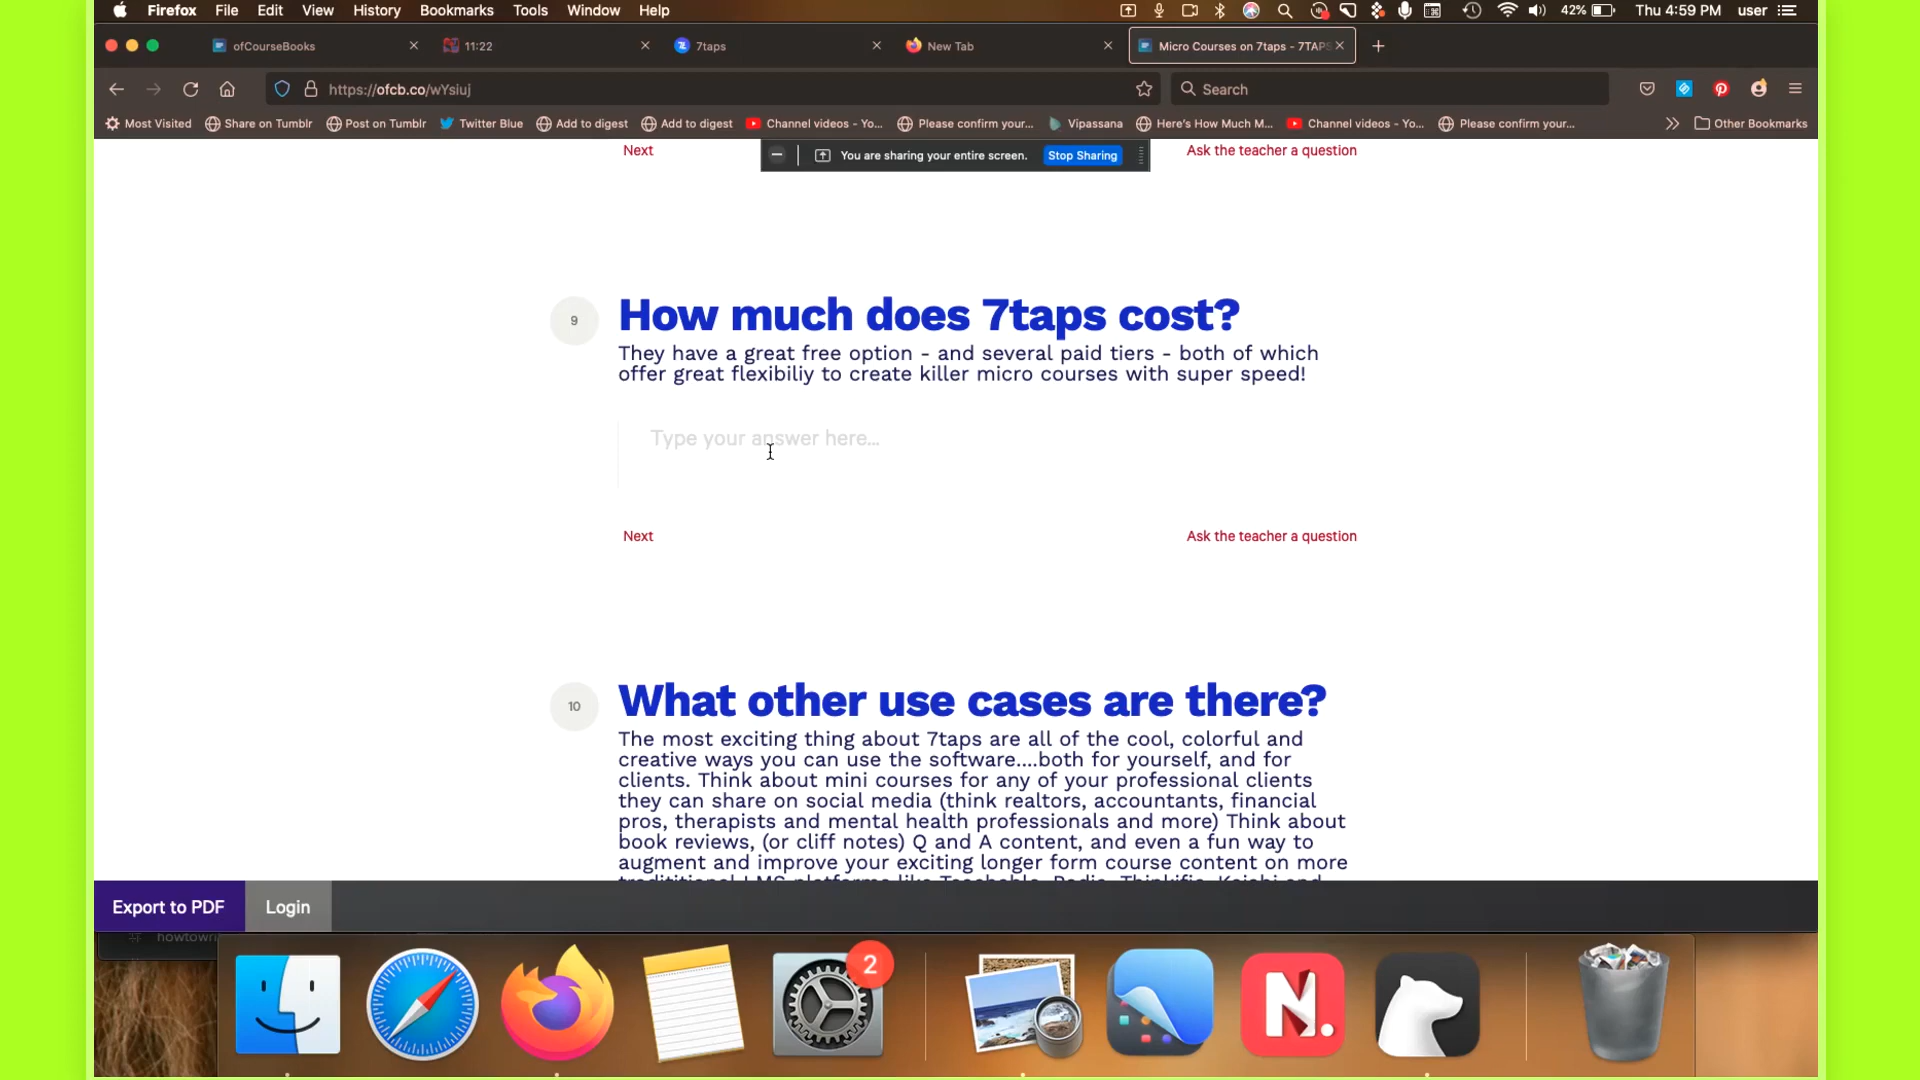 Firefox File Edit View History Bookmarks Tools Window Help 42% Thu 4:59 PM user
ofCourseBooks 11:22 7taps New Tab Micro Courses on 7taps - 7TAPS
https://ofcb.co/wYsiuj Search
Most Visited Share on Tumblr Post on Tumblr Twitter Blue Add to digest Add to digest Channel videos - Yo... Please confirm your... Vipassana Here's How Much M... Channel videos - Yo... Please confirm your... Other Bookmarks
Next You are sharing your entire screen. Stop Sharing Ask the teacher a question
9 How much does 7taps cost?
They have a great free option - and several paid tiers - both of which
offer great flexibiliy to create killer micro courses with super speed!
Type your answer here...
Next Ask the teacher a question
10 What other use cases are there?
The most exciting thing about 7taps are all of the cool, colorful and
creative ways you can use the software....both for yourself, and for
clients. Think about mini courses for any of your professional clients
they can share on social media (think realtors, accountants, financial
pros, therapists and mental health professionals and more) Think about
book reviews, (or cliff notes) Q and A content, and even a fun way to
augment and improve your exciting longer form course content on more
Export to PDF Login
2
N.